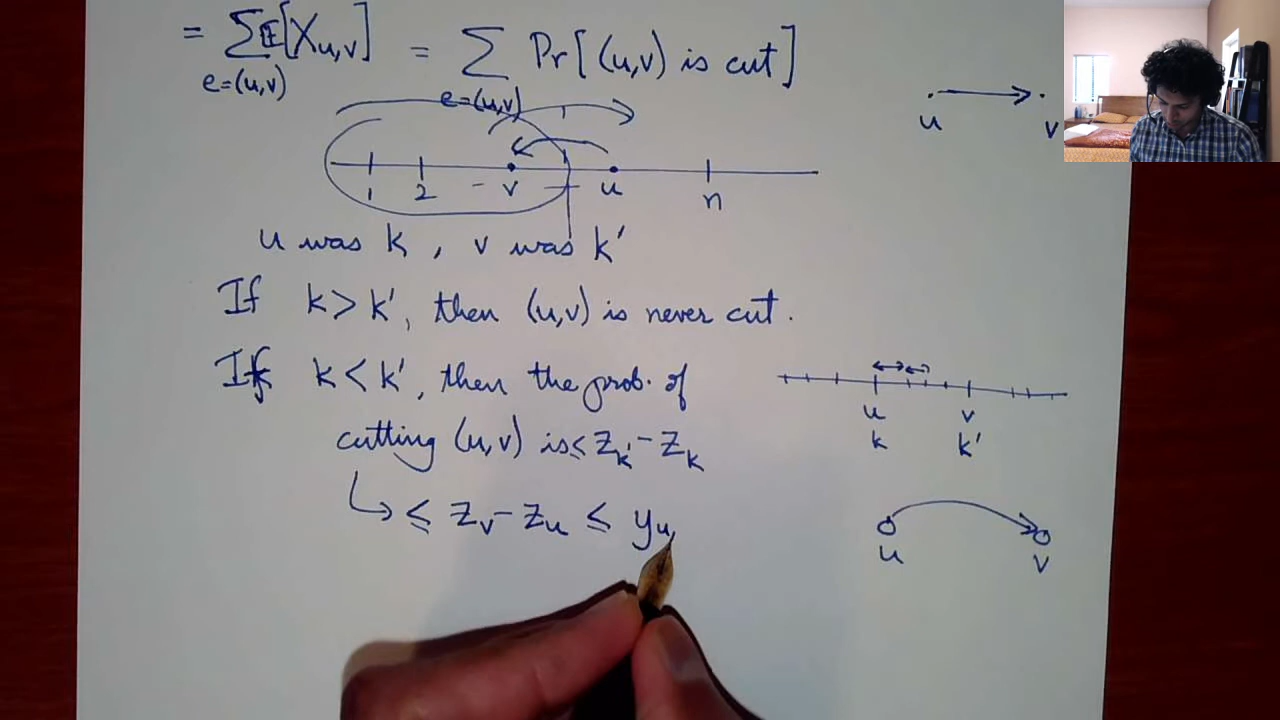 = Σ E[X_{u,v}] = Σ Pr[(u,v) is cut]
e=(u,v) e=(u,v)
u v
1 2 - v - u n
u was k, v was k'
If k > k', then (u,v) is never cut.
If k < k', then the prob. of
cutting (u,v) is ≤ z_{k'} - z_k
↳ ≤ z_v - z_u ≤ y_{u,
u v
k k'
u v